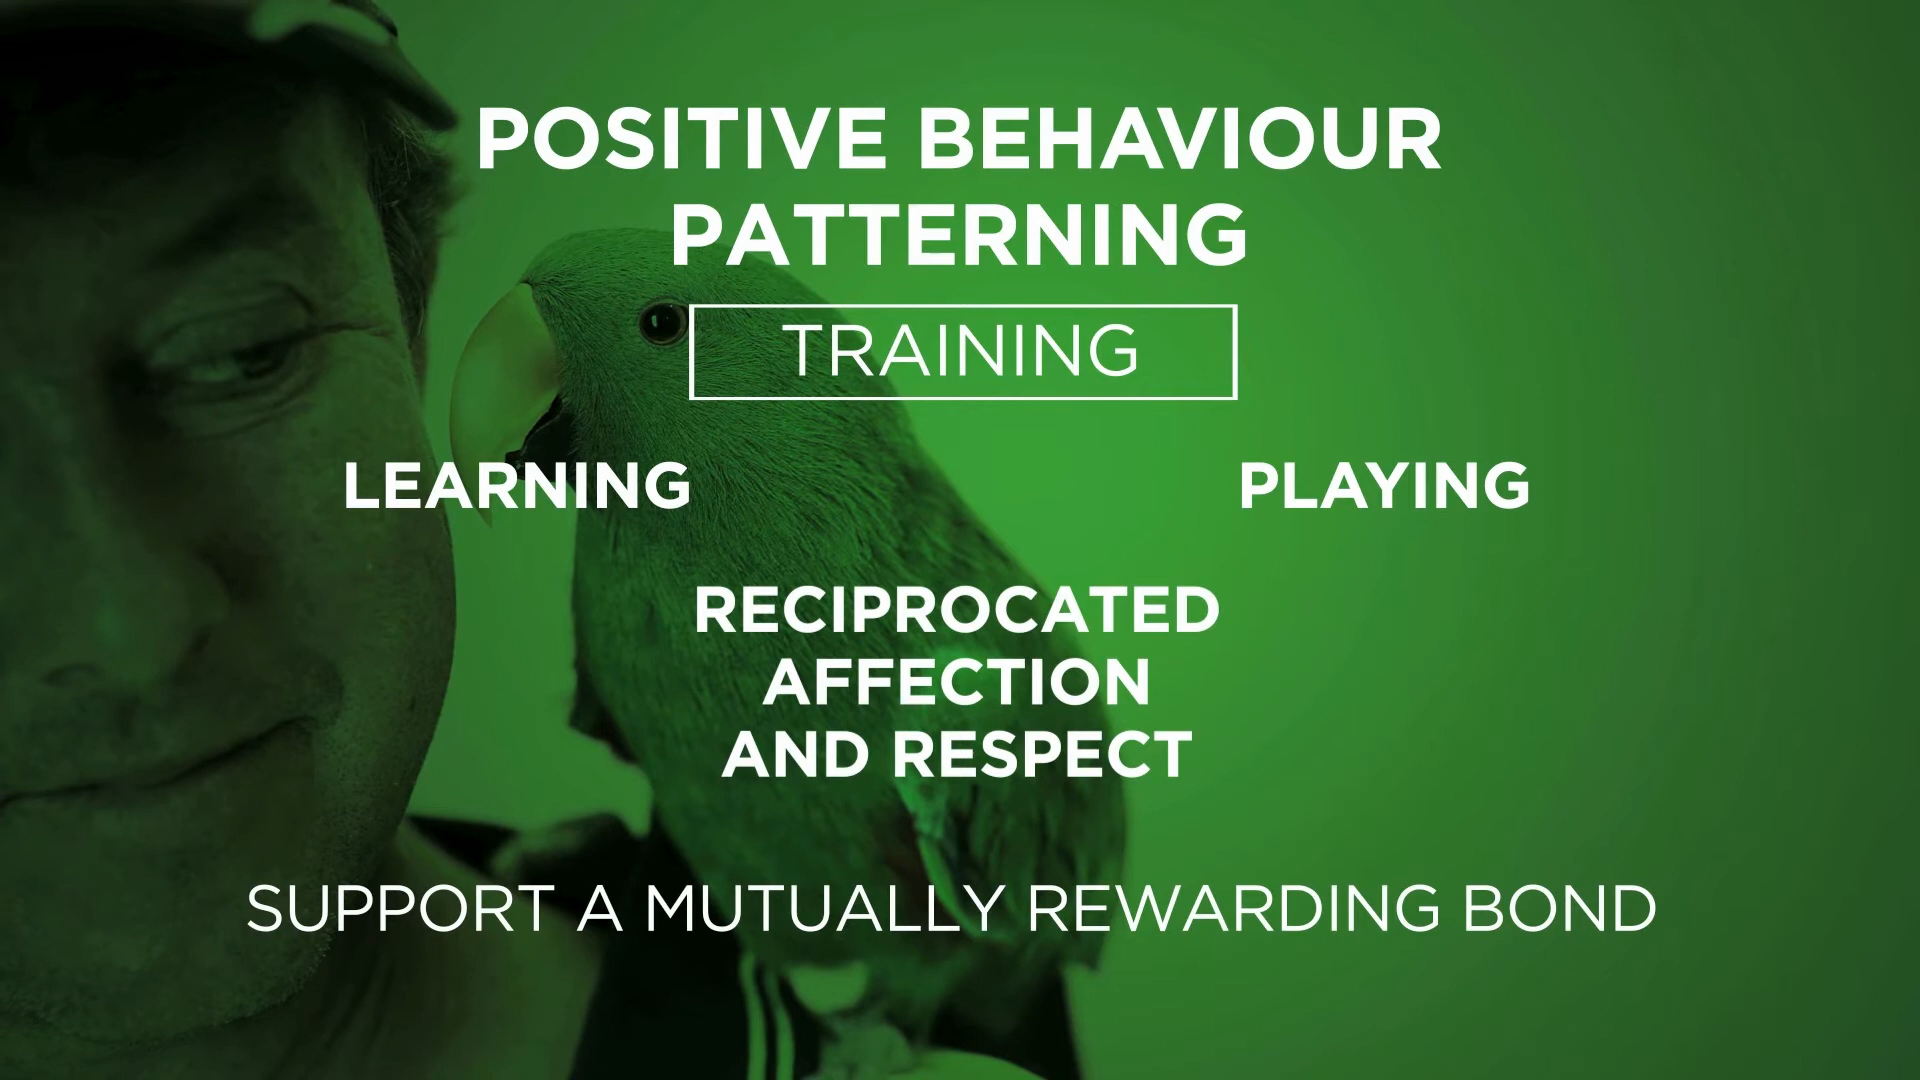 POSITIVE BEHAVIOUR
PATTERNING
TRAINING
LEARNING
PLAYING
RECIPROCATED
AFFECTION
AND RESPECT
SUPPORT A MUTUALLY REWARDING BOND